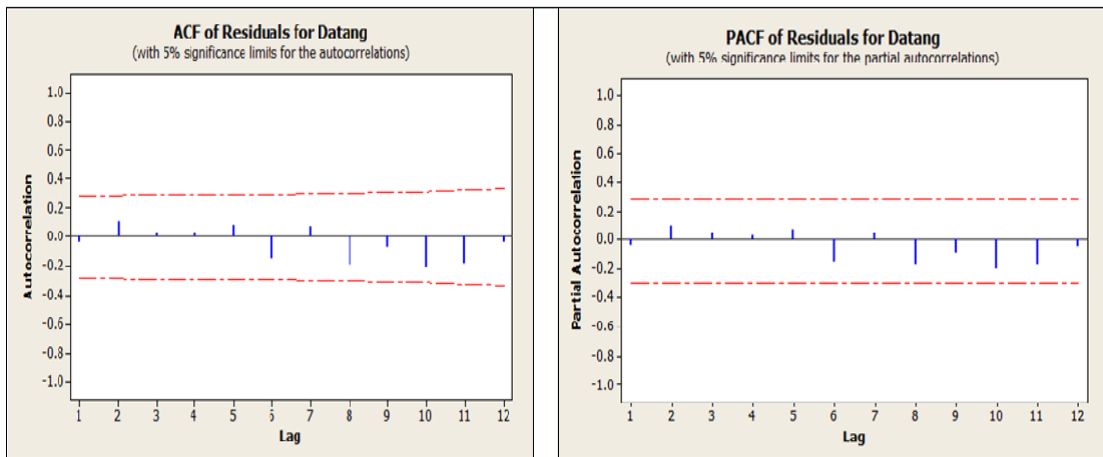 ACF of Residuals for Datang
(with 5% significance limits for the autocorrelations)
1.0
0.8
0.6
0.4
0.2
0.0
-0.2
-0.4
-0.6
-0.8
-1.0
Autocorrelation
1 2 3 4 5 6 7 8 9 10 11 12
Lag
PACF of Residuals for Datang
(with 5% significance limits for the partial autocorrelations)
1.0
0.8
0.6
0.4
0.2
0.0
-0.2
-0.4
-0.6
-0.8
-1.0
Partial Autocorrelation
1 2 3 4 5 6 7 8 9 10 11 12
Lag